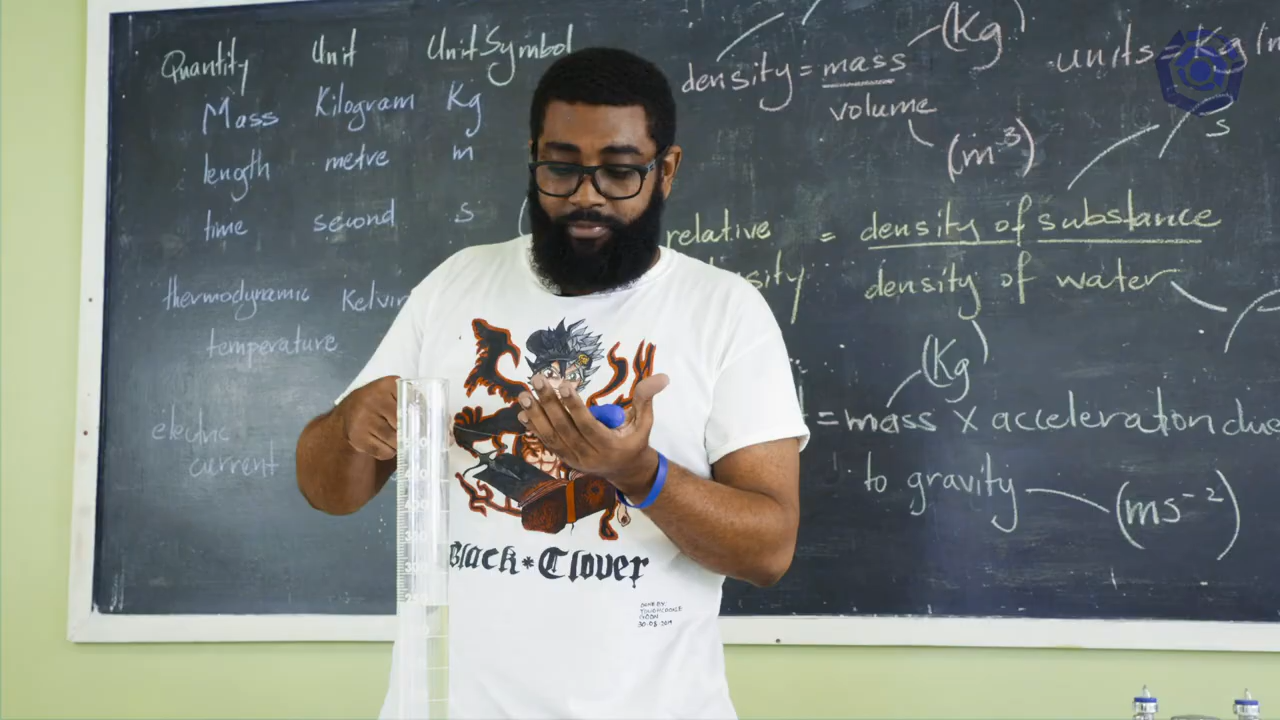 Quantity Unit Unit Symbol
Mass Kilogram Kg
length metre m
time second s
thermodynamic Kelvin
temperature
electric
current
density = mass (Kg)
volume
(m³)
units = Kg
s
relative = density of substance
density of water
(Kg)
= mass x acceleration due
to gravity (ms⁻²)
Black*Clover